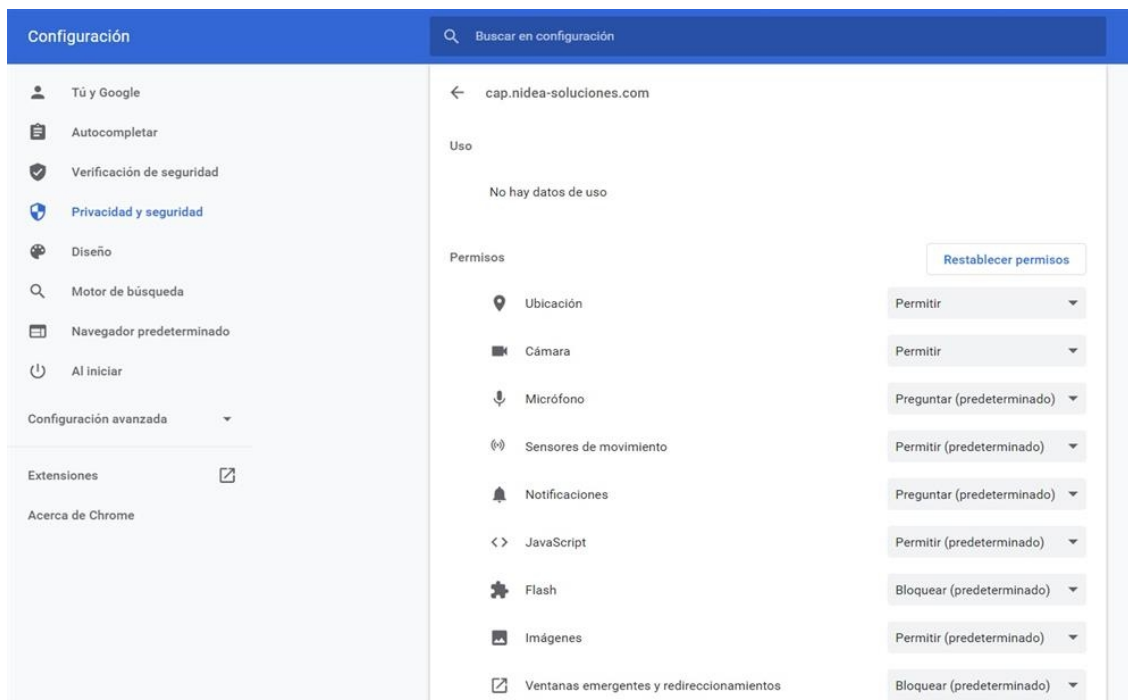 Configuración
Buscar en configuración
Tú y Google
Autocompletar
Verificación de seguridad
Privacidad y seguridad
Diseño
Motor de búsqueda
Navegador predeterminado
Al iniciar
Configuración avanzada
Extensiones
Acerca de Chrome
cap.nidea-soluciones.com
Uso
No hay datos de uso
Permisos
Restablecer permisos
Ubicación Permitir
Cámara Permitir
Micrófono Preguntar (predeterminado)
Sensores de movimiento Permitir (predeterminado)
Notificaciones Preguntar (predeterminado)
JavaScript Permitir (predeterminado)
Flash Bloquear (predeterminado)
Imágenes Permitir (predeterminado)
Ventanas emergentes y redireccionamientos Bloquear (predeterminado)